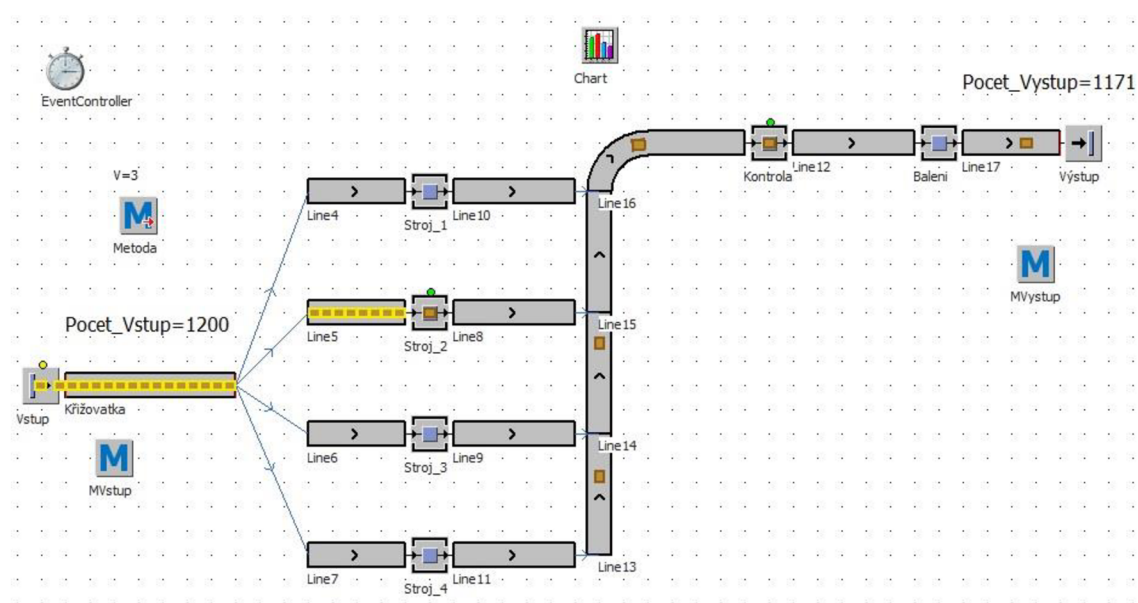 EventController
Chart
Pocet_Vystup=1171
Kontrola
Line12
Baleni
Line17
Výstup
V=3
M
Metoda
Line4
Stroj_1
Line10
Line16
M
MVystup
Pocet_Vstup=1200
Line5
Stroj_2
Line8
Line15
Vstup
Křižovatka
M
MVstup
Line6
Stroj_3
Line9
Line14
Line7
Stroj_4
Line11
Line13